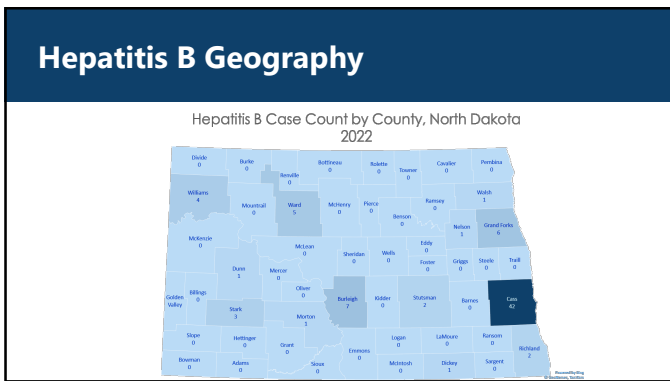 Hepatitis B Geography
Hepatitis B Case Count by County, North Dakota
2022
Divide
0
Burke
0
Renville
0
Bottineau
0
Rolette
0
Towner
0
Cavalier
0
Pembina
0
Williams
4
Mountrail
0
Ward
5
McHenry
0
Pierce
0
Benson
0
Ramsey
0
Walsh
1
Nelson
1
Grand Forks
6
McKenzie
0
Dunn
1
Mercer
0
McLean
0
Sheridan
0
Wells
0
Eddy
0
Foster
0
Griggs
0
Steele
0
Traill
0
Golden
Valley
Billings
0
Stark
3
Oliver
0
Morton
1
Burleigh
7
Kidder
0
Stutsman
2
Barnes
0
Cass
42
Slope
0
Hettinger
0
Grant
0
Bowman
0
Adams
0
Sioux
0
Emmons
0
Logan
0
McIntosh
0
LaMoure
0
Dickey
1
Ransom
0
Sargent
0
Richland
2
Powered by Bing
© GeoNames, TomTom